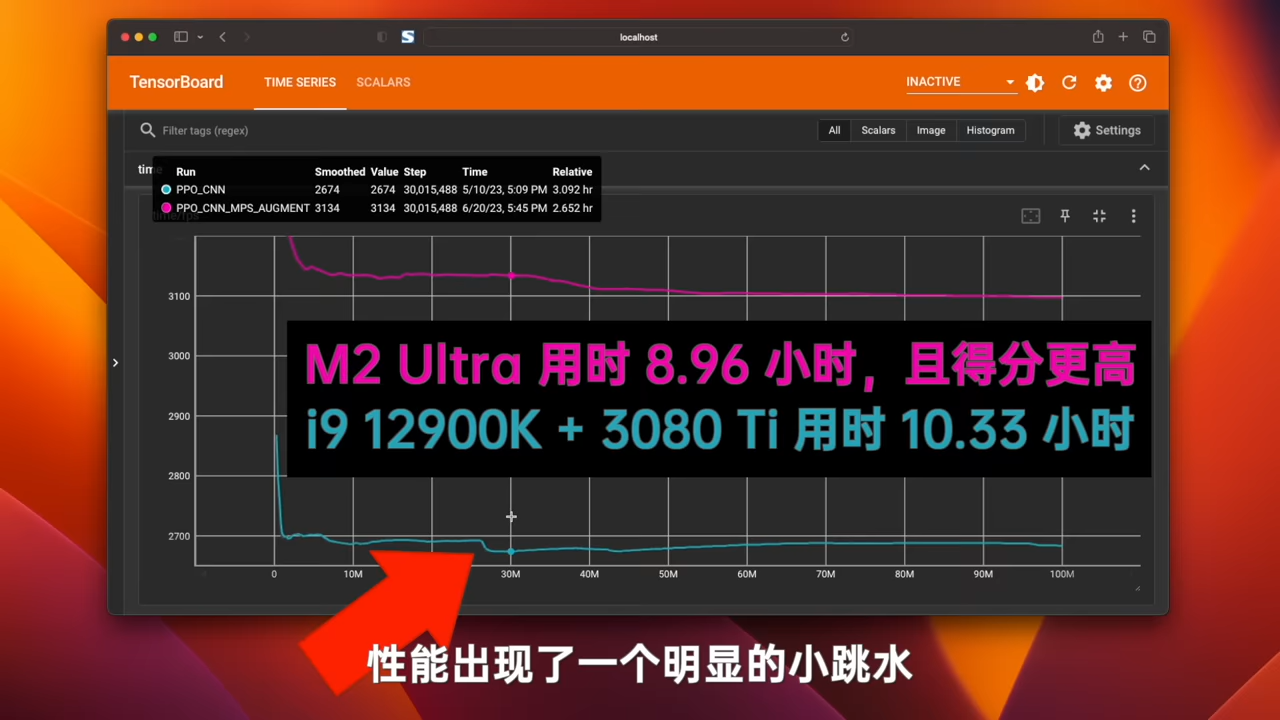 localhost
TensorBoard TIME SERIES SCALARS INACTIVE
Filter tags (regex) All Scalars Image Histogram Settings
time
Run Smoothed Value Step Time Relative
PPO_CNN 2674 2674 30,015,488 5/10/23, 5:09 PM 3.092 hr
PPO_CNN_MPS_AUGMENT 3134 3134 30,015,488 6/20/23, 5:45 PM 2.652 hr
3100
3000
M2 Ultra 用时 8.96 小时，且得分更高
2900
i9 12900K + 3080 Ti 用时 10.33 小时
2800
2700
0 10M 30M 40M 50M 60M 70M 80M 90M 100M
性能出现了一个明显的小跳水